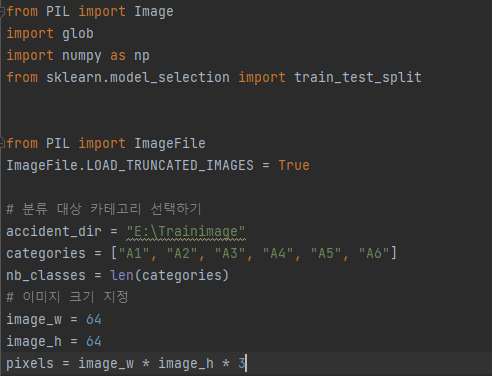 from PIL import Image
import glob
import numpy as np
from sklearn.model_selection import train_test_split
from PIL import ImageFile
ImageFile.LOAD_TRUNCATED_IMAGES = True
# 분류 대상 카테고리 선택하기
accident_dir = "E:\Trainimage"
categories = ["A1", "A2", "A3", "A4", "A5", "A6"]
nb_classes = len(categories)
# 이미지 크기 지정
image_w = 64
image_h = 64
pixels = image_w * image_h * 3